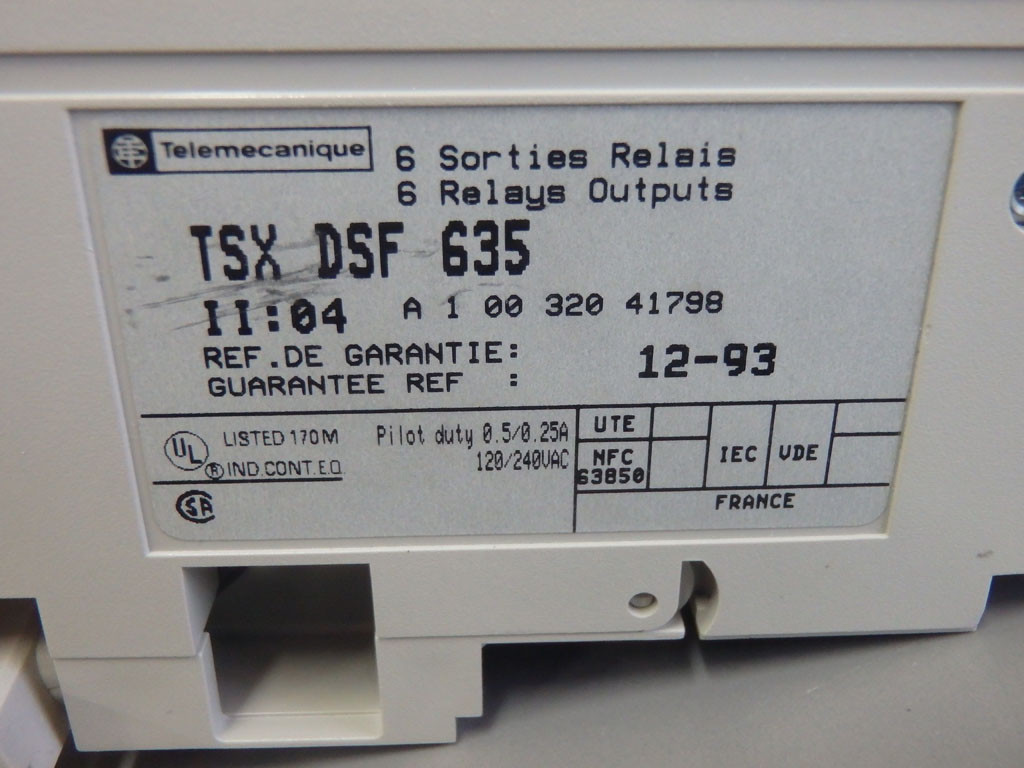 Telemecanique
6 Sorties Relais
6 Relays Outputs
TSX DSF 635
II:04 A 1 00 320 41798
REF.DE GARANTIE:
GUARANTEE REF :
12-93
UL LISTED 170M
® IND.CONT.EQ
Pilot duty 0.5/0.25A
120/240VAC
SA
UTE
NFC
63850
IEC
VDE
FRANCE